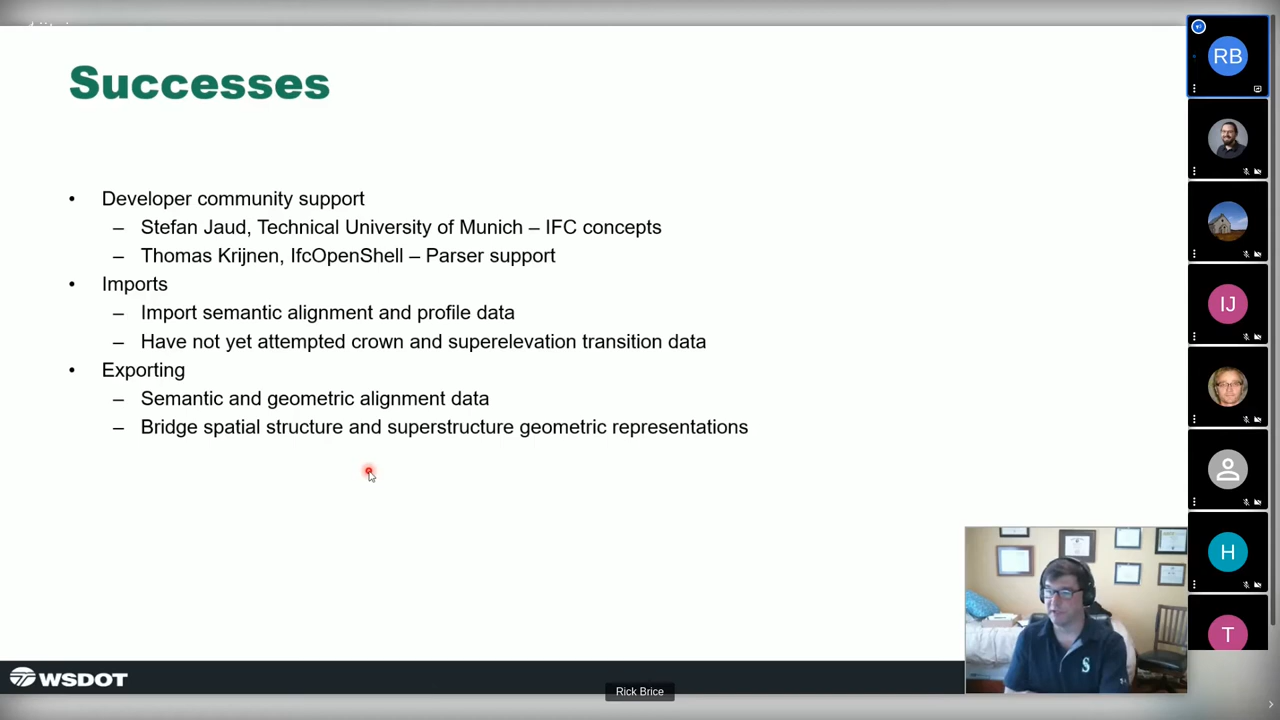 Successes
• Developer community support
– Stefan Jaud, Technical University of Munich – IFC concepts
– Thomas Krijnen, IfcOpenShell – Parser support
• Imports
– Import semantic alignment and profile data
– Have not yet attempted crown and superelevation transition data
• Exporting
– Semantic and geometric alignment data
– Bridge spatial structure and superstructure geometric representations
WSDOT
Rick Brice
RB
IJ
H
T
S